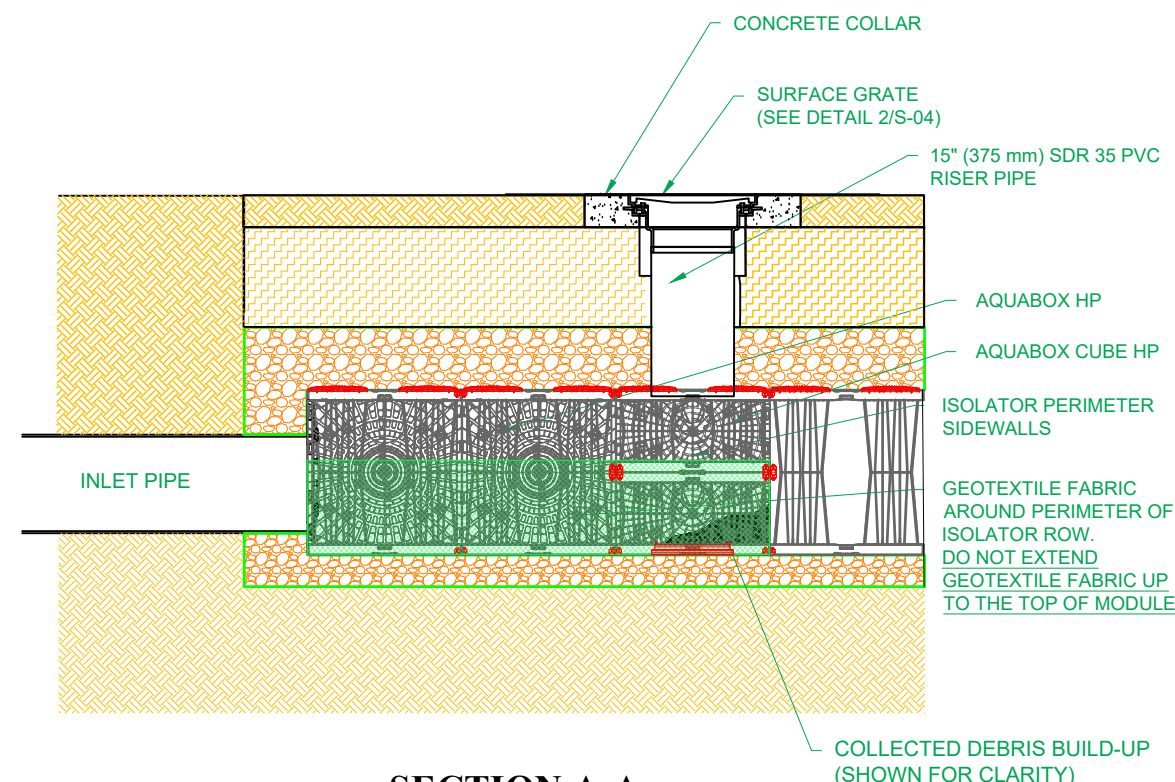 CONCRETE COLLAR
SURFACE GRATE
(SEE DETAIL 2/S-04)
15" (375 mm) SDR 35 PVC
RISER PIPE
AQUABOX HP
AQUABOX CUBE HP
ISOLATOR PERIMETER
SIDEWALLS
INLET PIPE
GEOTEXTILE FABRIC
AROUND PERIMETER OF
ISOLATOR ROW.
DO NOT EXTEND
GEOTEXTILE FABRIC UP
TO THE TOP OF MODULE
COLLECTED DEBRIS BUILD-UP
(SHOWN FOR CLARITY)
SECTION A-A